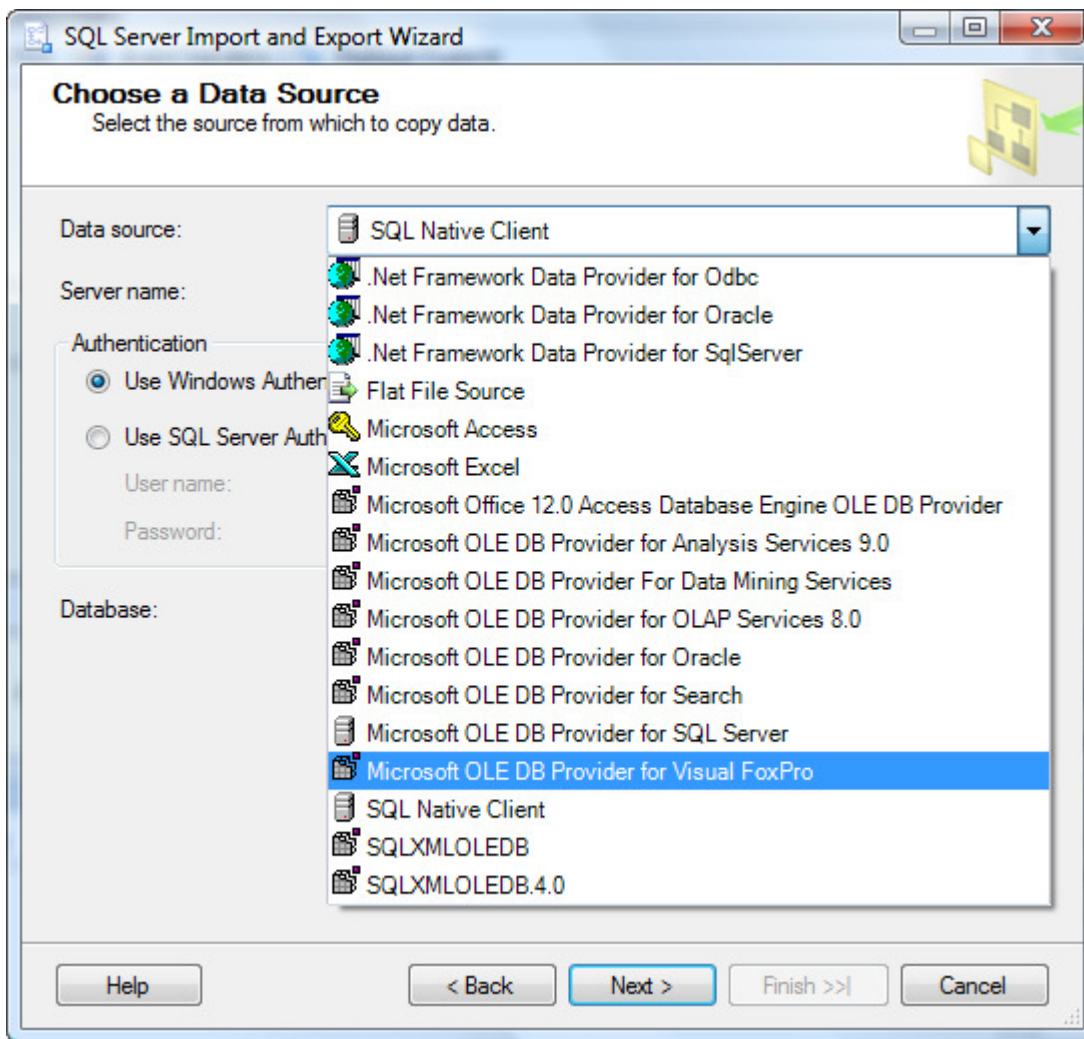 SQL Server Import and Export Wizard
Choose a Data Source
Select the source from which to copy data.
Data source:
SQL Native Client
.Net Framework Data Provider for Odbc
Server name:
.Net Framework Data Provider for Oracle
Authentication
.Net Framework Data Provider for SqlServer
Use Windows Authen
Flat File Source
Microsoft Access
Use SQL Server Auth
Microsoft Excel
User name:
Microsoft Office 12.0 Access Database Engine OLE DB Provider
Password:
Microsoft OLE DB Provider for Analysis Services 9.0
Microsoft OLE DB Provider For Data Mining Services
Database:
Microsoft OLE DB Provider for OLAP Services 8.0
Microsoft OLE DB Provider for Oracle
Microsoft OLE DB Provider for Search
Microsoft OLE DB Provider for SQL Server
Microsoft OLE DB Provider for Visual FoxPro
SQL Native Client
SQLXMLOLEDB
SQLXMLOLEDB.4.0
Help
< Back
Next >
Finish >>|
Cancel